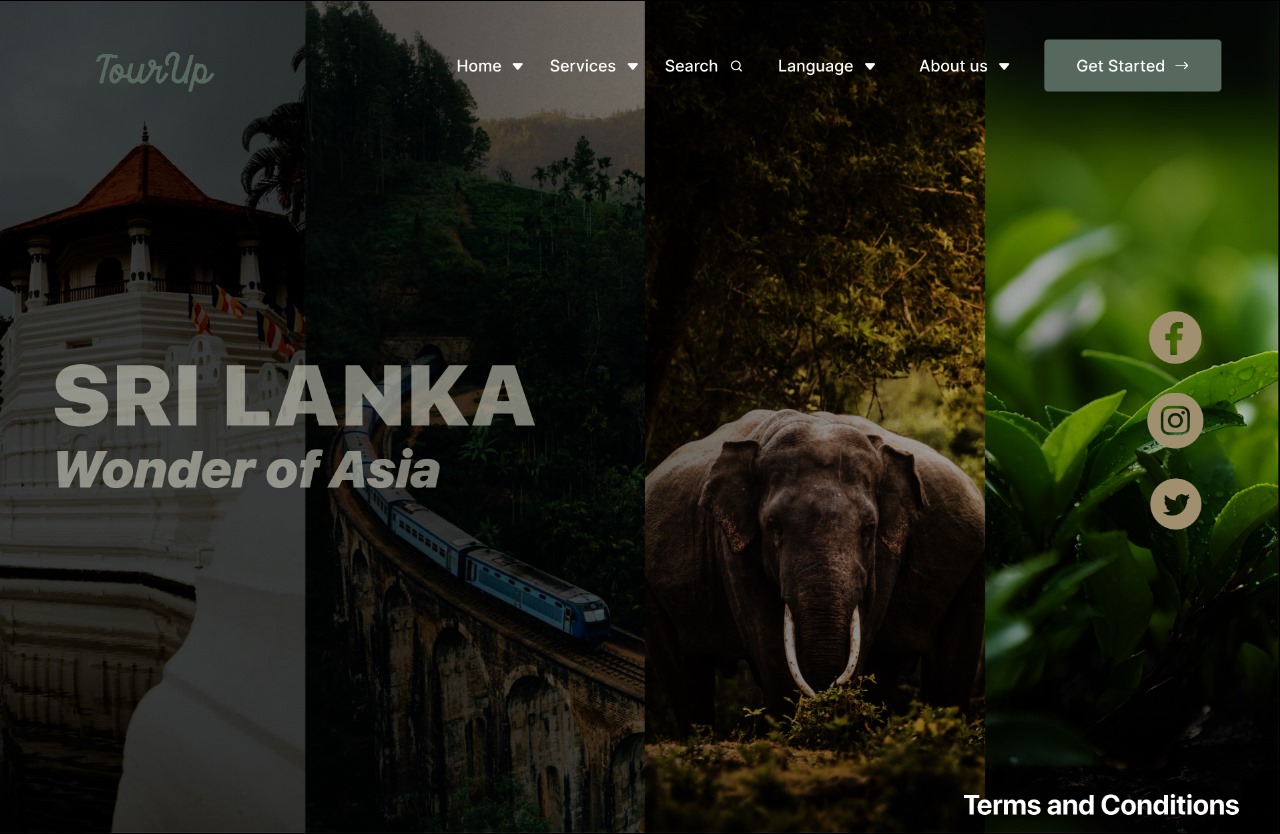 TourUp
Home Services Search Language About us Get Started
SRI LANKA
Wonder of Asia
Terms and Conditions